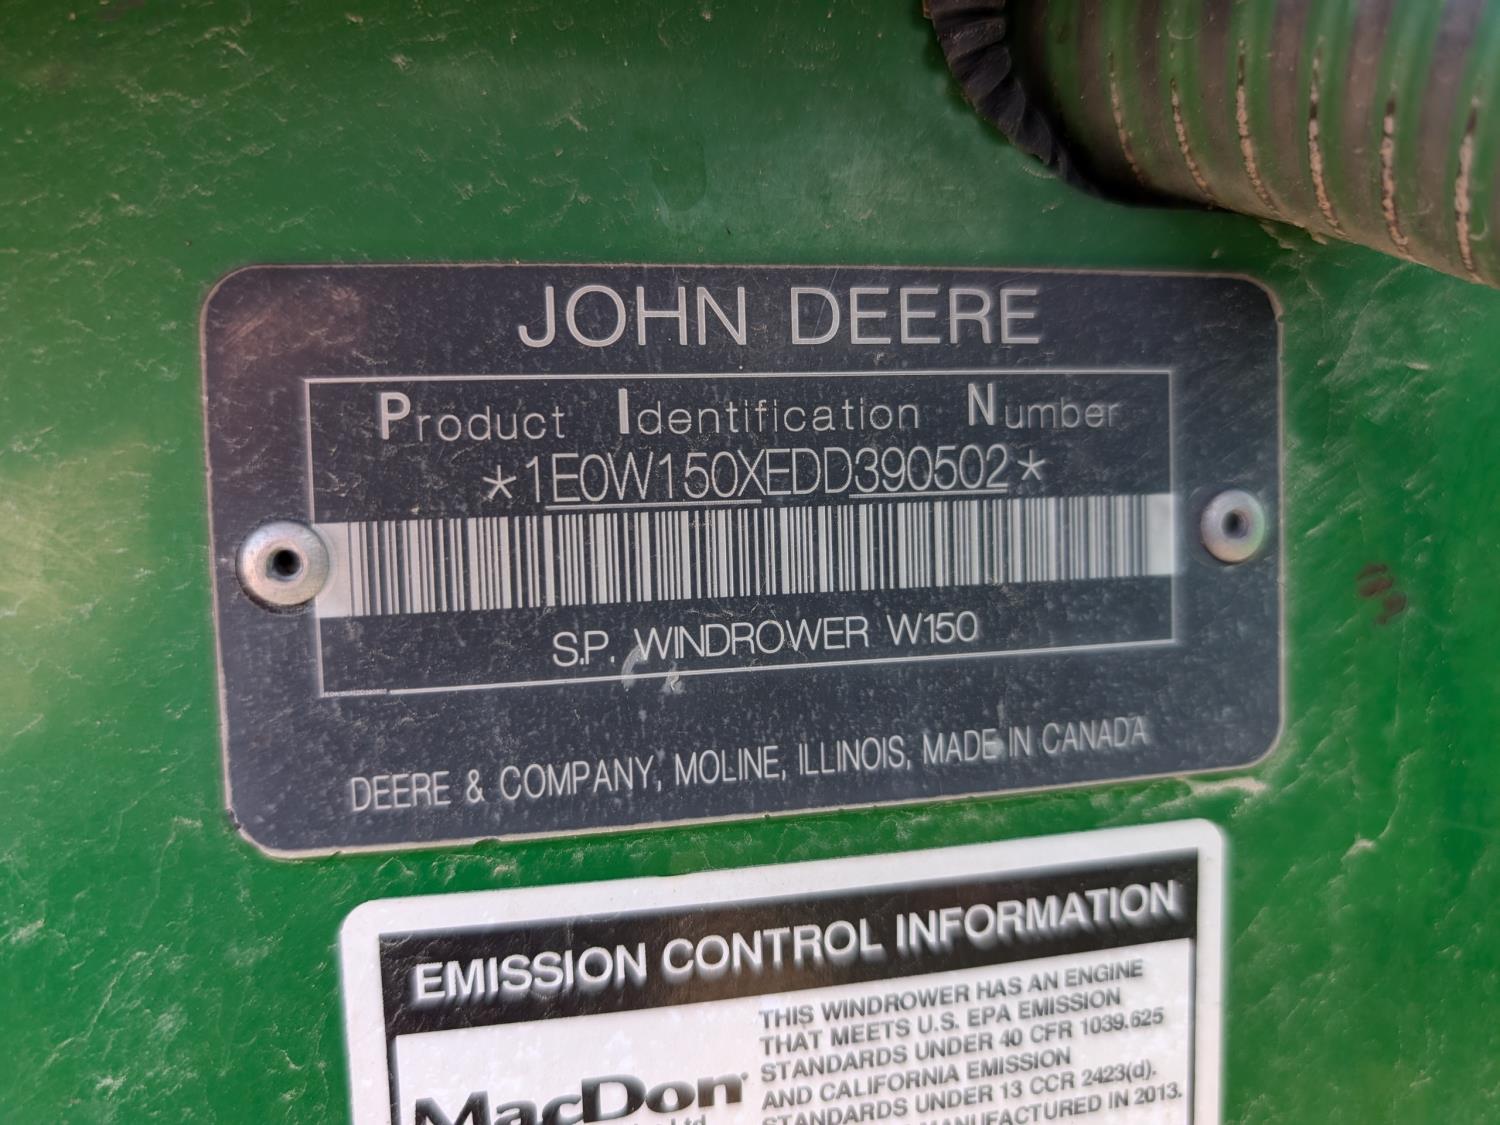 JOHN DEERE
Product Identification Number
*1E0W150XEDD390502*
S.P. WINDROWER W150
DEERE & COMPANY, MOLINE, ILLINOIS, MADE IN CANADA
EMISSION CONTROL INFORMATION
THIS WINDROWER HAS AN ENGINE
THAT MEETS U.S. EPA EMISSION
STANDARDS UNDER 40 CFR 1039.625
AND CALIFORNIA EMISSION
STANDARDS UNDER 13 CCR 2423(d).
MANUFACTURED IN 2013.
MacDon
Ltd